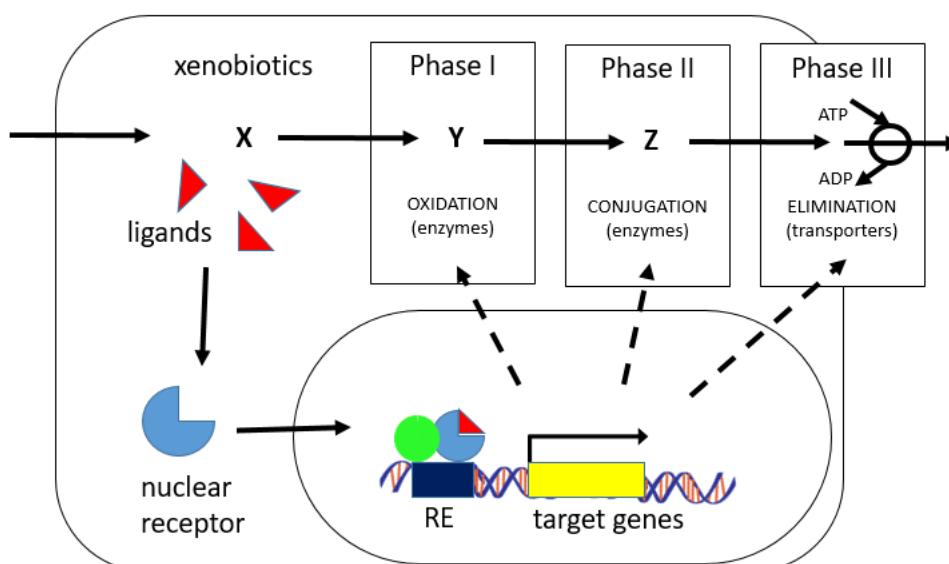 xenobiotics
Phase I
Phase II
Phase III
X
Y
Z
ATP
ADP
OXIDATION
(enzymes)
CONJUGATION
(enzymes)
ELIMINATION
(transporters)
ligands
nuclear
receptor
RE
target genes